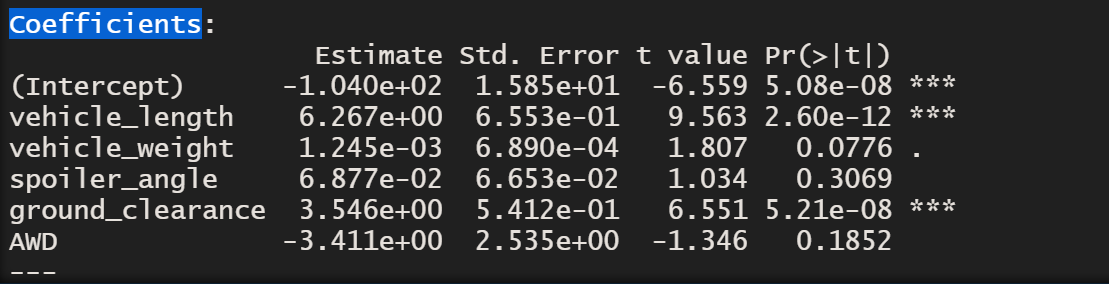 Coefficients:
Estimate Std. Error t value Pr(>|t|)
(Intercept) -1.040e+02 1.585e+01 -6.559 5.08e-08 ***
vehicle_length 6.267e+00 6.553e-01 9.563 2.60e-12 ***
vehicle_weight 1.245e-03 6.890e-04 1.807 0.0776 .
spoiler_angle 6.877e-02 6.653e-02 1.034 0.3069
ground_clearance 3.546e+00 5.412e-01 6.551 5.21e-08 ***
AWD -3.411e+00 2.535e+00 -1.346 0.1852
---